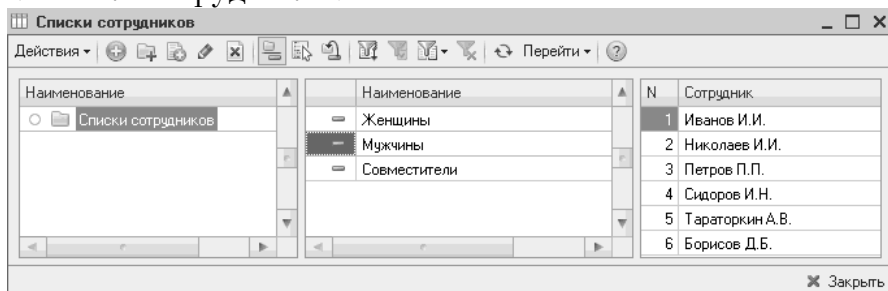 Списки сотрудников
Действия
Перейти
Наименование
Списки сотрудников
Наименование
Женщины
Мужчины
Совместители
N Сотрудник
1 Иванов И.И.
2 Николаев И.И.
3 Петров П.П.
4 Сидоров И.Н.
5 Тараторкин А.В.
6 Борисов Д.Б.
Закрыть